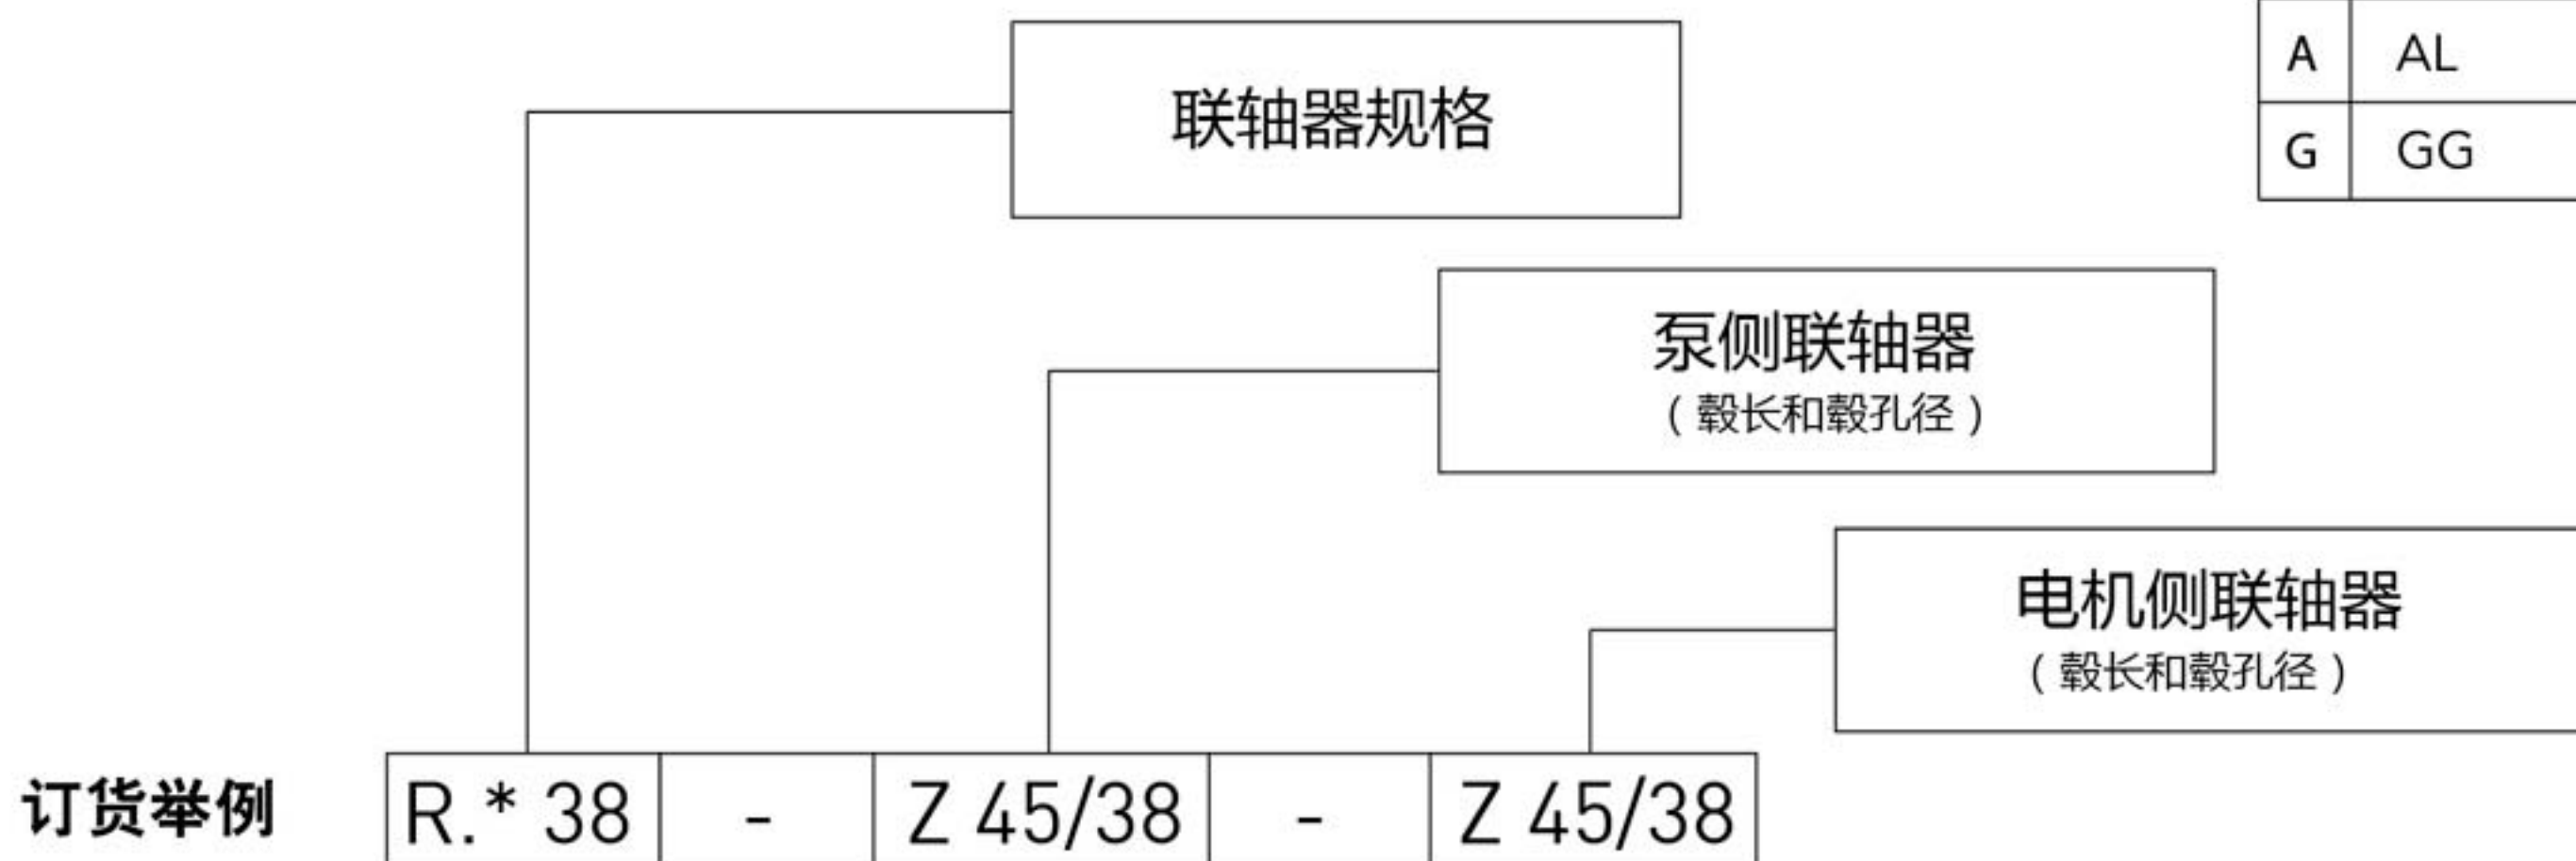 A AL
联轴器规格
G GG
泵侧联轴器
（毂长和毂孔径）
电机侧联轴器
（毂长和毂孔径）
订货举例 R.* 38 - Z 45/38 - Z 45/38